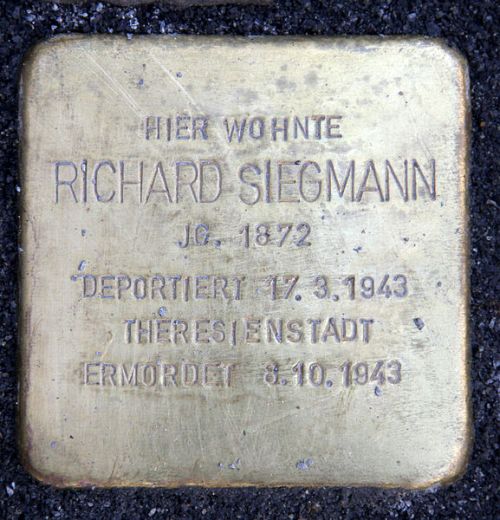 HIER WOHNTE
RICHARD SIEGMANN
JG. 1872
DEPORTIERT 17.3.1943
THERESIENSTADT
ERMORDET 8.10.1943